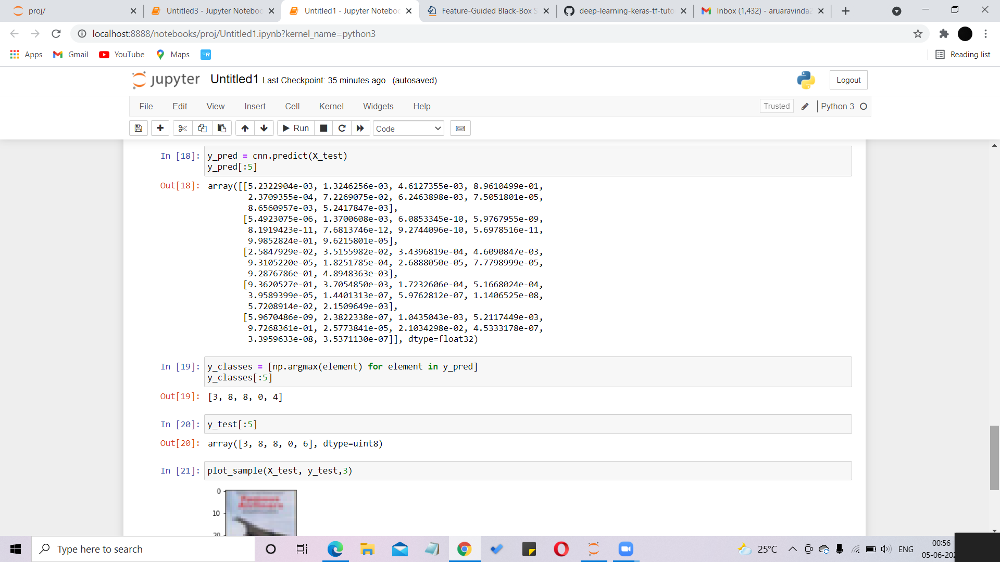 proj/
Untitled3 - Jupyter Noteboo
Untitled1 - Jupyter Noteboo
Feature-Guided Black-Box S
deep-learning-keras-tf-tuto
Inbox (1,432) - aruaravinda2
localhost:8888/notebooks/proj/Untitled1.ipynb?kernel_name=python3
Apps
Gmail
YouTube
Maps
Reading list
jupyter
Untitled1 Last Checkpoint: 35 minutes ago (autosaved)
Logout
File Edit View Insert Cell Kernel Widgets Help
Trusted
Python 3
Run
Code
In [18]: y_pred = cnn.predict(X_test)
y_pred[:5]
Out[18]: array([[5.2322904e-03, 1.3246256e-03, 4.6127355e-03, 8.9610499e-01,
2.3709355e-04, 7.2269075e-02, 6.2463898e-03, 7.5051801e-05,
8.6560957e-03, 5.2417847e-03],
[5.4923075e-06, 1.3700608e-03, 6.0853345e-10, 5.9767955e-09,
8.1919423e-11, 7.6813746e-12, 9.2744096e-10, 5.6978516e-11,
9.9852824e-01, 9.6215801e-05],
[2.5847929e-02, 3.5155982e-02, 3.4396819e-04, 4.6090847e-03,
9.3105220e-05, 1.8251785e-04, 2.6888050e-05, 7.7798999e-05,
9.2876786e-01, 4.8948363e-03],
[9.3620527e-01, 3.7054850e-03, 1.7232606e-04, 5.1668024e-04,
3.9589399e-05, 1.4401313e-07, 5.9762812e-07, 1.1406525e-08,
5.7208914e-02, 2.1509649e-03],
[5.9670486e-09, 2.3822338e-07, 1.0435043e-03, 5.2117449e-03,
9.7268361e-01, 2.5773841e-05, 2.1034298e-02, 4.5333178e-07,
3.3959633e-08, 3.5371130e-07]], dtype=float32)
In [19]: y_classes = [np.argmax(element) for element in y_pred]
y_classes[:5]
Out[19]: [3, 8, 8, 0, 4]
In [20]: y_test[:5]
Out[20]: array([3, 8, 8, 0, 6], dtype=uint8)
In [21]: plot_sample(X_test, y_test,3)
0
10
20
Type here to search
25°C
ENG
00:56
05-06-202